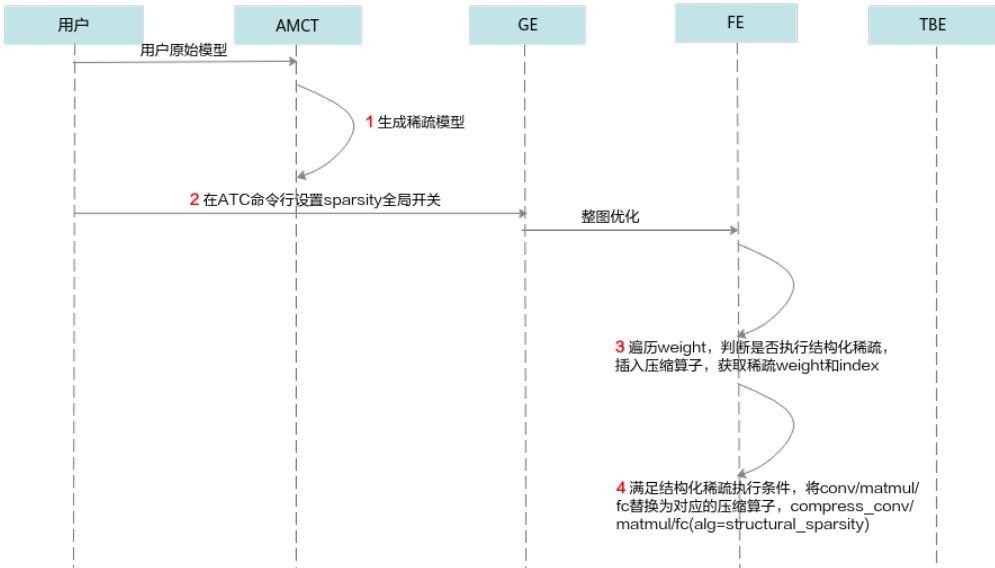 用户
AMCT
GE
FE
TBE
用户原始模型
1 生成稀疏模型
2 在ATC命令行设置sparsity全局开关
整图优化
3 遍历weight，判断是否执行结构化稀疏，
插入压缩算子，获取稀疏weight和index
4 满足结构化稀疏执行条件，将conv/matmul/
fc替换为对应的压缩算子，compress_conv/
matmul/fc(alg=structural_sparsity)